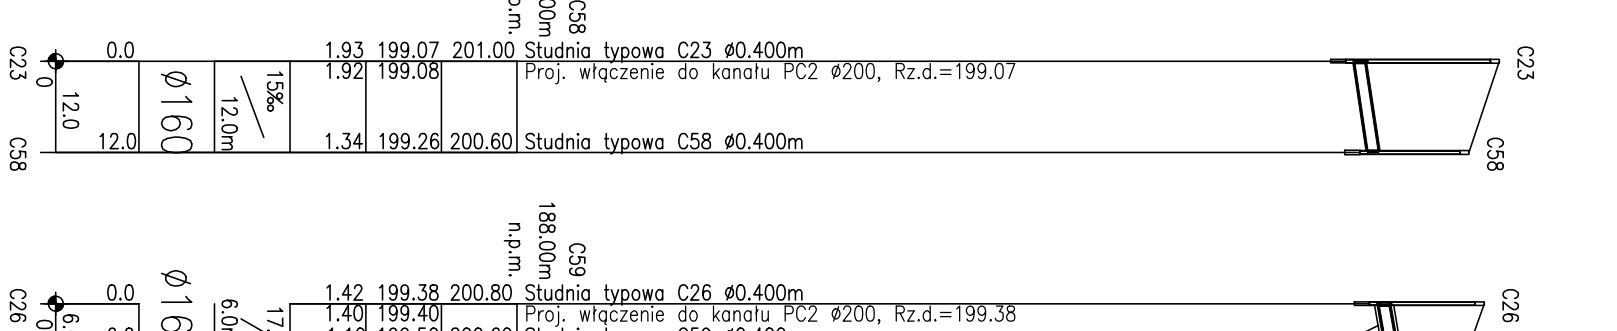 C58
n.p.m.
C23
0.0
1.93 199.07 201.00 Studnia typowa C23 ø0.400m
1.92 199.08 Proj. włączenie do kanału PC2 ø200, Rz.d.=199.07
C23
0
12.0
ø160
12.0m
15‰
C58
12.0
1.34 199.26 200.60 Studnia typowa C58 ø0.400m
C58
C59
188.00m
n.p.m.
C26
0.0
1.42 199.38 200.80 Studnia typowa C26 ø0.400m
1.40 199.40 Proj. włączenie do kanału PC2 ø200, Rz.d.=199.38
C26
0